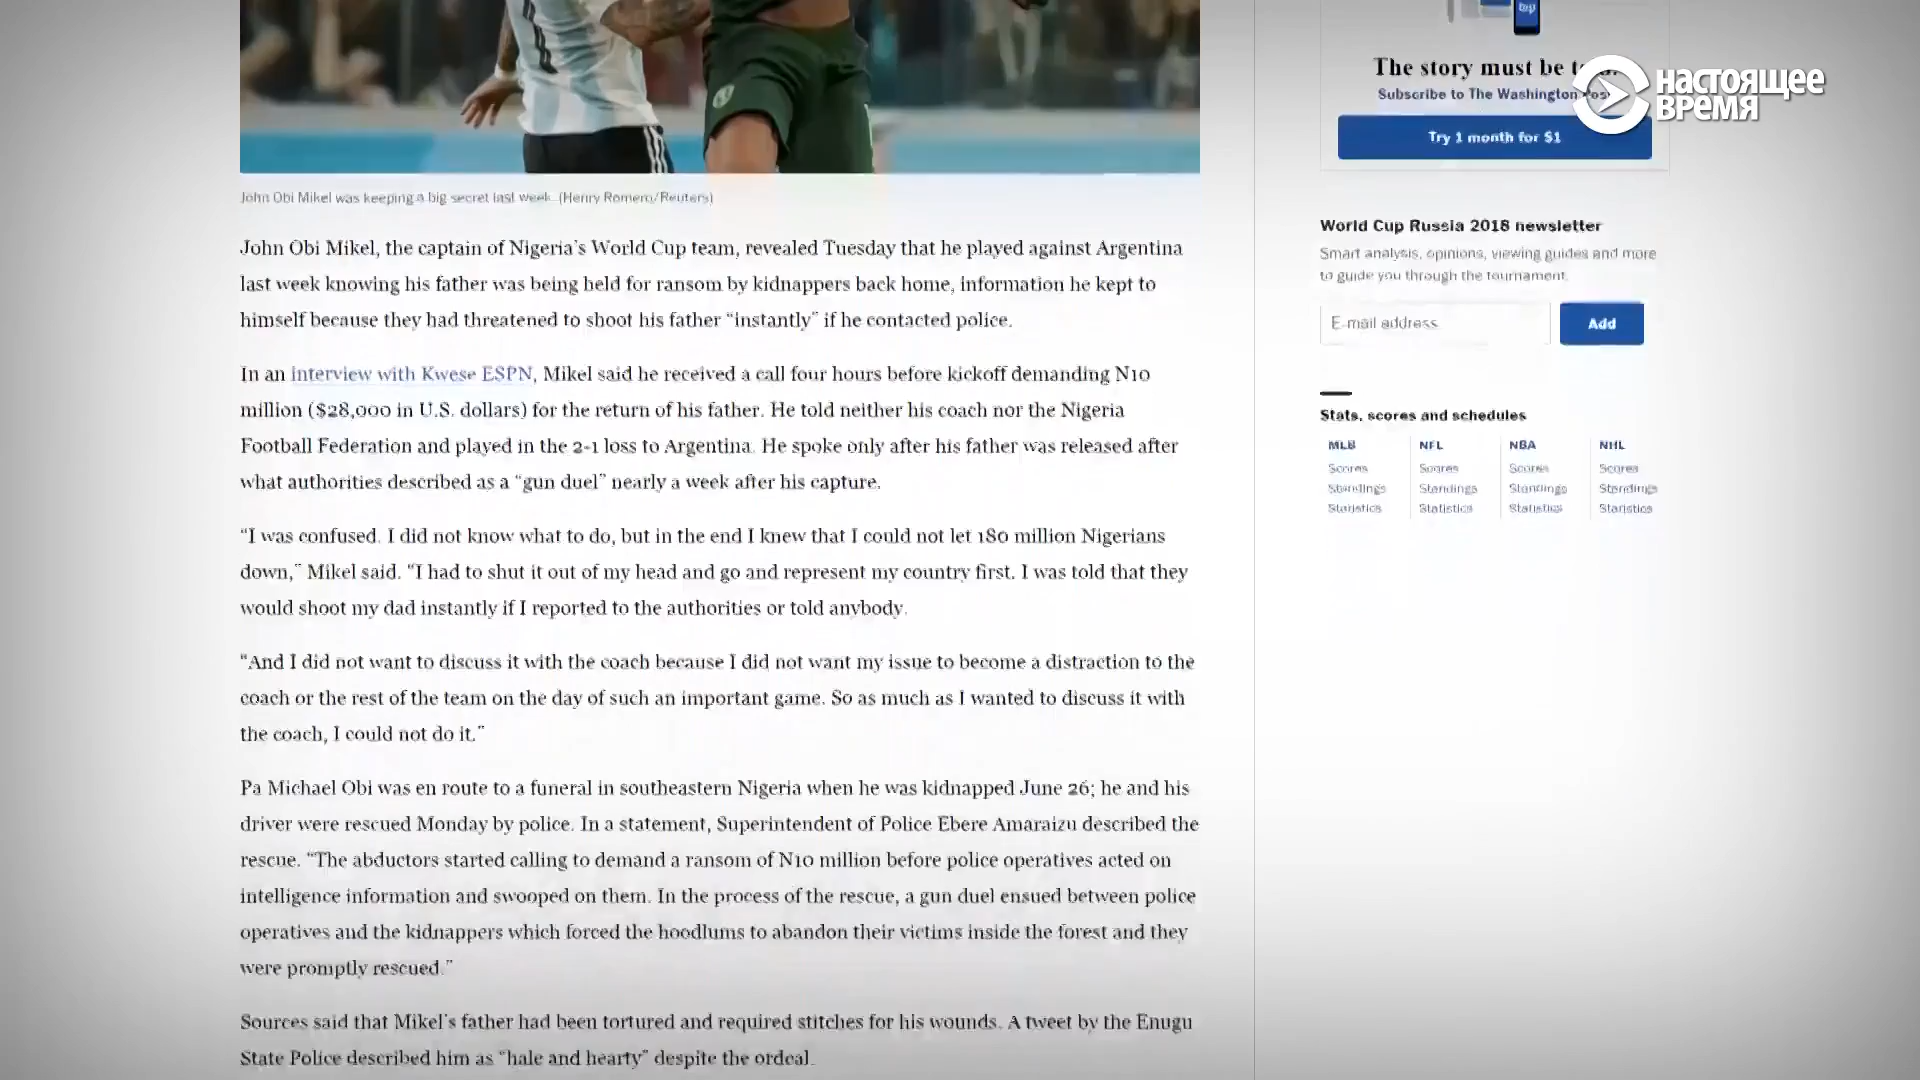 John Obi Mikel was keeping a big secret last week. (Henry Romero/Reuters)
John Obi Mikel, the captain of Nigeria's World Cup team, revealed Tuesday that he played against Argentina
last week knowing his father was being held for ransom by kidnappers back home, information he kept to
himself because they had threatened to shoot his father “instantly” if he contacted police.
In an interview with Kwese ESPN, Mikel said he received a call four hours before kickoff demanding N10
million ($28,000 in U.S. dollars) for the return of his father. He told neither his coach nor the Nigeria
Football Federation and played in the 2-1 loss to Argentina. He spoke only after his father was released after
what authorities described as a “gun duel” nearly a week after his capture.
“I was confused. I did not know what to do, but in the end I knew that I could not let 180 million Nigerians
down,” Mikel said. “I had to shut it out of my head and go and represent my country first. I was told that they
would shoot my dad instantly if I reported to the authorities or told anybody.
“And I did not want to discuss it with the coach because I did not want my issue to become a distraction to the
coach or the rest of the team on the day of such an important game. So as much as I wanted to discuss it with
the coach, I could not do it.”
Pa Michael Obi was en route to a funeral in southeastern Nigeria when he was kidnapped June 26; he and his
driver were rescued Monday by police. In a statement, Superintendent of Police Ebere Amaraizu described the
rescue. “The abductors started calling to demand a ransom of N10 million before police operatives acted on
intelligence information and swooped on them. In the process of the rescue, a gun duel ensued between police
operatives and the kidnappers which forced the hoodlums to abandon their victims inside the forest and they
were promptly rescued.”
Sources said that Mikel's father had been tortured and required stitches for his wounds. A tweet by the Enugu
State Police described him as “hale and hearty” despite the ordeal.
The story must be
Subscribe to The Washington Post
Try 1 month for $1
НАСТОЯЩЕЕ
ВРЕМЯ
World Cup Russia 2018 newsletter
Smart analysis, opinions, viewing guides and more
to guide you through the tournament.
E-mail address
Add
Stats, scores and schedules
MLB NFL NBA NHL
Scores Scores Scores Scores
Standings Standings Standings Standings
Statistics Statistics Statistics Statistics